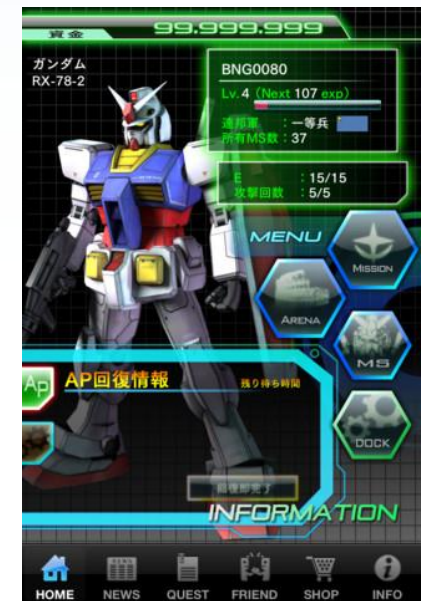 資金 99.999.999
ガンダム
RX-78-2
BNG0080
Lv.4 (Next 107 exp)
連邦軍 : 一等兵
所有MS数 : 37
E : 15/15
攻撃回数 : 5/5
MENU
MISSION
ARENA
MS
DOCK
Ap
AP回復情報 残り待ち時間
INFORMATION
HOME NEWS QUEST FRIEND SHOP INFO